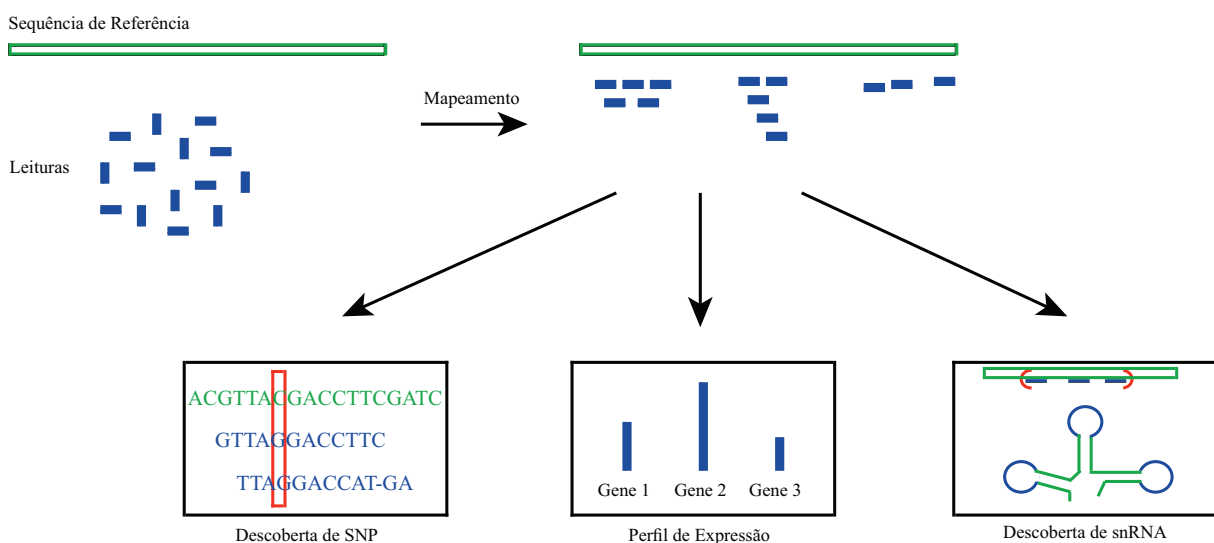 Sequência de Referência
Mapeamento
Leituras
ACGTTACGACCTTCGATC
GTTAGGACCTTC
TTAGGACCAT-GA
Gene 1 Gene 2 Gene 3
Descoberta de SNP
Perfil de Expressão
Descoberta de snRNA